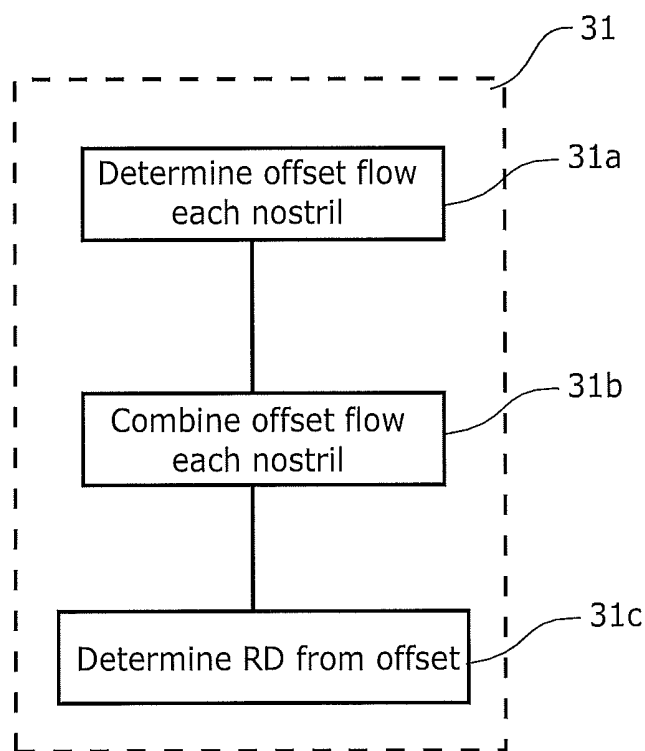 31
Determine offset flow
each nostril
31a
Combine offset flow
each nostril
31b
Determine RD from offset
31c